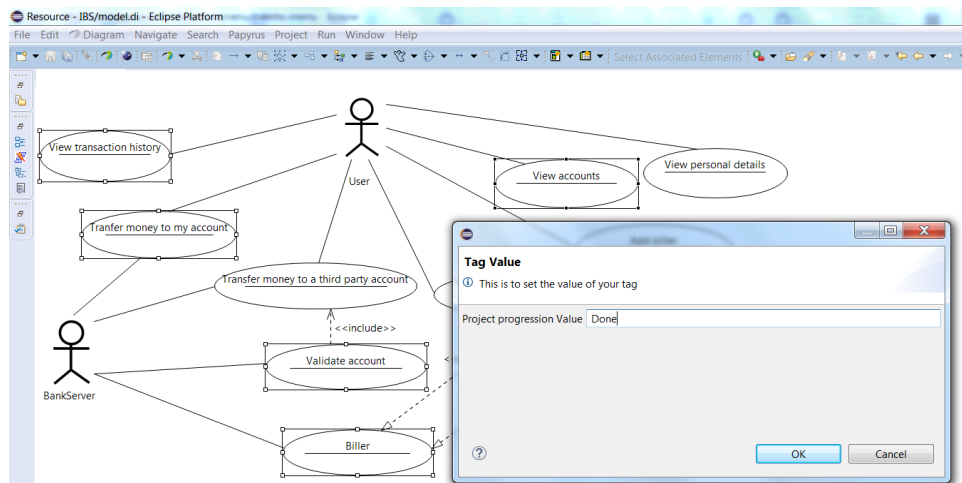 Resource - IBS/model.di - Eclipse Platform
File Edit Diagram Navigate Search Papyrus Project Run Window Help
Select Associated Elements
View transaction history
User
View accounts
View personal details
Tranfer money to my account
Add biller
Transfer money to a third party account
<<include>>
Validate account
BankServer
Biller
Tag Value
This is to set the value of your tag
Project progression Value Done
OK Cancel